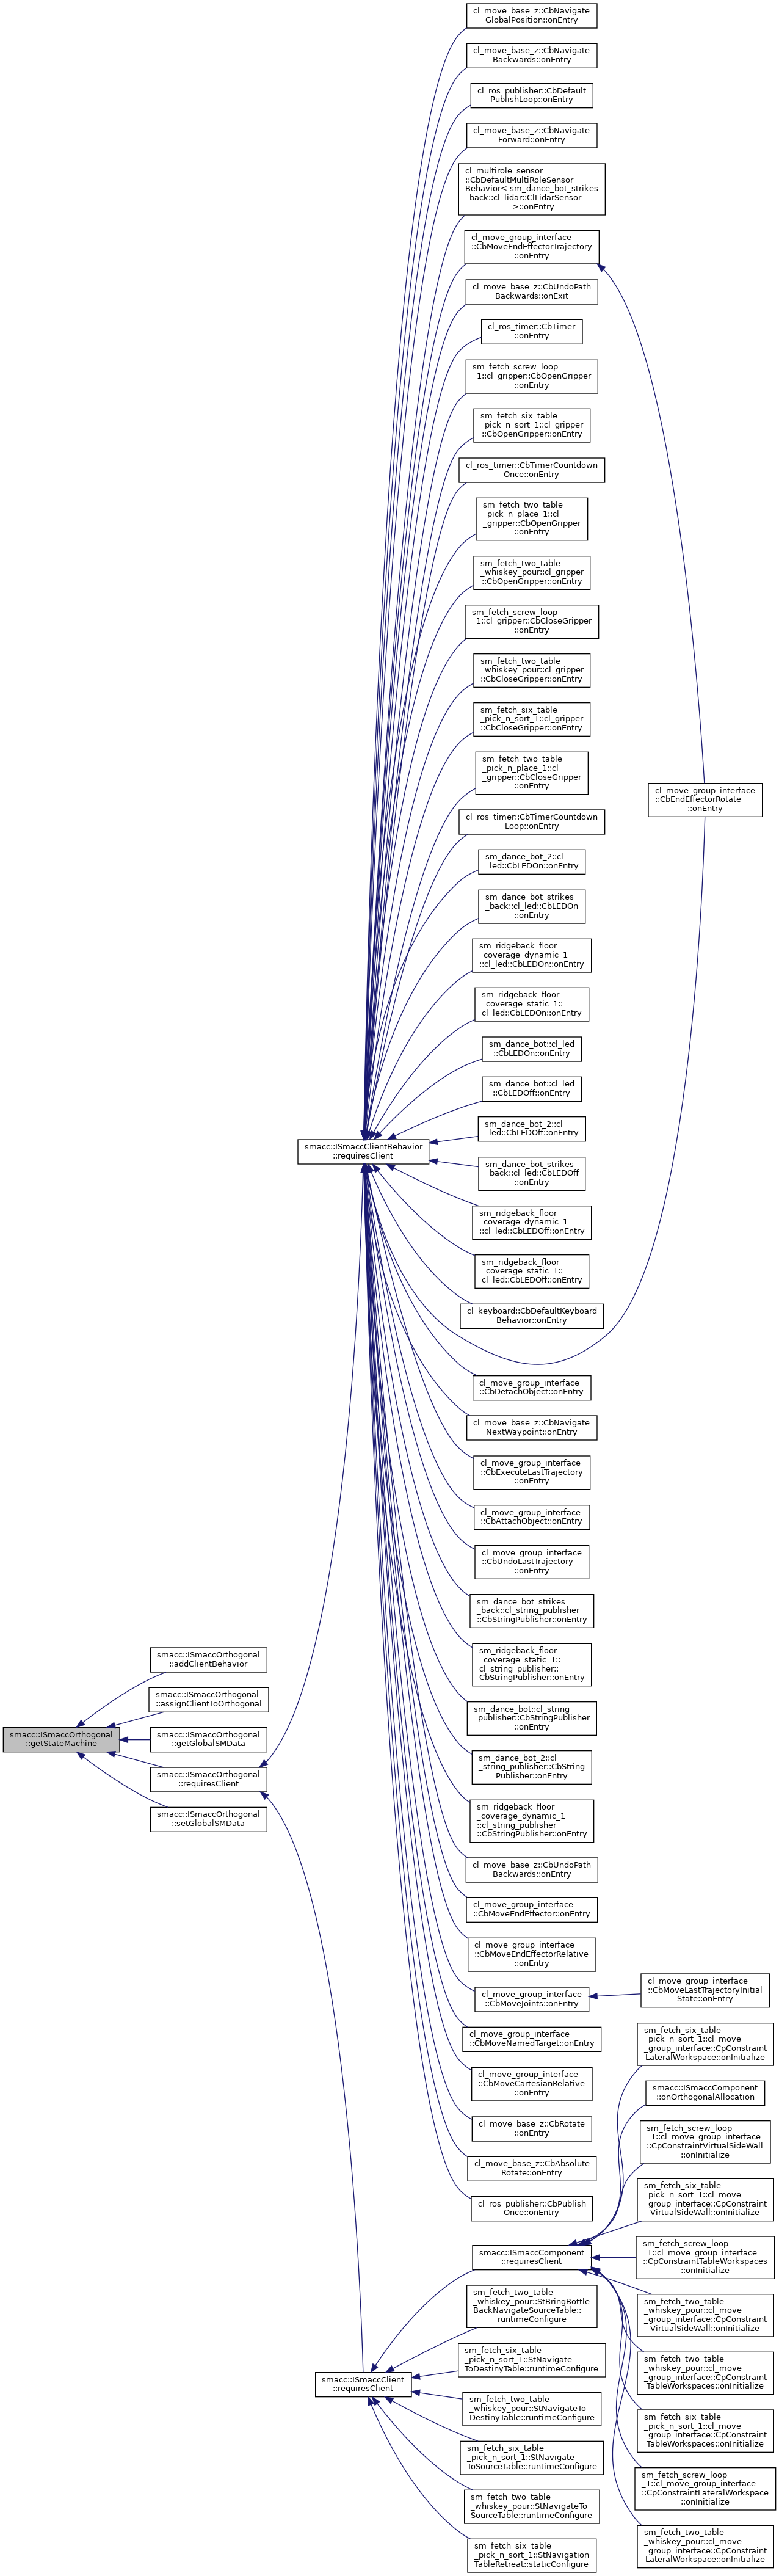 cl_move_base_z::CbNavigate
GlobalPosition::onEntry
cl_move_base_z::CbNavigate
Backwards::onEntry
cl_ros_publisher::CbDefault
PublishLoop::onEntry
cl_move_base_z::CbNavigate
Forward::onEntry
cl_multirole_sensor
::CbDefaultMultiRoleSensor
Behavior< sm_dance_bot_strikes
_back::cl_lidar::ClLidarSensor
>::onEntry
cl_move_group_interface
::CbMoveEndEffectorTrajectory
::onEntry
cl_move_base_z::CbUndoPath
Backwards::onExit
cl_ros_timer::CbTimer
::onEntry
sm_fetch_screw_loop
_1::cl_gripper::CbOpenGripper
::onEntry
sm_fetch_six_table
_pick_n_sort_1::cl_gripper
::CbOpenGripper::onEntry
cl_ros_timer::CbTimerCountdown
Once::onEntry
sm_fetch_two_table
_pick_n_place_1::cl
_gripper::CbOpenGripper
::onEntry
sm_fetch_two_table
_whiskey_pour::cl_gripper
::CbOpenGripper::onEntry
sm_fetch_screw_loop
_1::cl_gripper::CbCloseGripper
::onEntry
sm_fetch_two_table
_whiskey_pour::cl_gripper
::CbCloseGripper::onEntry
sm_fetch_six_table
_pick_n_sort_1::cl_gripper
::CbCloseGripper::onEntry
sm_fetch_two_table
_pick_n_place_1::cl
_gripper::CbCloseGripper
::onEntry
cl_move_group_interface
::CbEndEffectorRotate
::onEntry
cl_ros_timer::CbTimerCountdown
Loop::onEntry
sm_dance_bot_2::cl
_led::CbLEDOn::onEntry
sm_dance_bot_strikes
_back::cl_led::CbLEDOn
::onEntry
sm_ridgeback_floor
_coverage_dynamic_1
::cl_led::CbLEDOn::onEntry
sm_ridgeback_floor
_coverage_static_1::
cl_led::CbLEDOn::onEntry
sm_dance_bot::cl_led
::CbLEDOn::onEntry
sm_dance_bot::cl_led
::CbLEDOff::onEntry
sm_dance_bot_2::cl
_led::CbLEDOff::onEntry
smacc::ISmaccClientBehavior
::requiresClient
sm_dance_bot_strikes
_back::cl_led::CbLEDOff
::onEntry
sm_ridgeback_floor
_coverage_dynamic_1
::cl_led::CbLEDOff::onEntry
sm_ridgeback_floor
_coverage_static_1::
cl_led::CbLEDOff::onEntry
cl_keyboard::CbDefaultKeyboard
Behavior::onEntry
cl_move_group_interface
::CbDetachObject::onEntry
cl_move_base_z::CbNavigate
NextWaypoint::onEntry
cl_move_group_interface
::CbExecuteLastTrajectory
::onEntry
cl_move_group_interface
::CbAttachObject::onEntry
cl_move_group_interface
::CbUndoLastTrajectory
::onEntry
sm_dance_bot_strikes
_back::cl_string_publisher
::CbStringPublisher::onEntry
sm_ridgeback_floor
_coverage_static_1::
cl_string_publisher::
CbStringPublisher::onEntry
smacc::ISmaccOrthogonal
::addClientBehavior
smacc::ISmaccOrthogonal
::assignClientToOrthogonal
smacc::ISmaccOrthogonal
::getStateMachine
smacc::ISmaccOrthogonal
::getGlobalSMData
smacc::ISmaccOrthogonal
::requiresClient
smacc::ISmaccOrthogonal
::setGlobalSMData
sm_dance_bot::cl_string
_publisher::CbStringPublisher
::onEntry
sm_dance_bot_2::cl
_string_publisher::CbString
Publisher::onEntry
sm_ridgeback_floor
_coverage_dynamic_1
::cl_string_publisher
::CbStringPublisher::onEntry
cl_move_base_z::CbUndoPath
Backwards::onEntry
cl_move_group_interface
::CbMoveEndEffector::onEntry
cl_move_group_interface
::CbMoveEndEffectorRelative
::onEntry
cl_move_group_interface
::CbMoveJoints::onEntry
cl_move_group_interface
::CbMoveLastTrajectoryInitial
State::onEntry
cl_move_group_interface
::CbMoveNamedTarget::onEntry
cl_move_group_interface
::CbMoveCartesianRelative
::onEntry
cl_move_base_z::CbRotate
::onEntry
cl_move_base_z::CbAbsolute
Rotate::onEntry
cl_ros_publisher::CbPublish
Once::onEntry
sm_fetch_six_table
_pick_n_sort_1::cl_move
_group_interface::CpConstraint
LateralWorkspace::onInitialize
smacc::ISmaccComponent
::onOrthogonalAllocation
sm_fetch_screw_loop
_1::cl_move_group_interface
::CpConstraintVirtualSideWall
::onInitialize
sm_fetch_six_table
_pick_n_sort_1::cl_move
_group_interface::CpConstraint
VirtualSideWall::onInitialize
smacc::ISmaccComponent
::requiresClient
sm_fetch_screw_loop
_1::cl_move_group_interface
::CpConstraintTableWorkspaces
::onInitialize
sm_fetch_two_table
_whiskey_pour::cl_move
_group_interface::CpConstraint
VirtualSideWall::onInitialize
sm_fetch_two_table
_whiskey_pour::cl_move
_group_interface::CpConstraint
TableWorkspaces::onInitialize
sm_fetch_six_table
_pick_n_sort_1::cl_move
_group_interface::CpConstraint
TableWorkspaces::onInitialize
sm_fetch_screw_loop
_1::cl_move_group_interface
::CpConstraintLateralWorkspace
::onInitialize
sm_fetch_two_table
_whiskey_pour::cl_move
_group_interface::CpConstraint
LateralWorkspace::onInitialize
smacc::ISmaccClient
::requiresClient
sm_fetch_two_table
_whiskey_pour::StBringBottle
BackNavigateSourceTable::
runtimeConfigure
sm_fetch_six_table
_pick_n_sort_1::StNavigate
ToDestinyTable::runtimeConfigure
sm_fetch_two_table
_whiskey_pour::StNavigateTo
DestinyTable::runtimeConfigure
sm_fetch_six_table
_pick_n_sort_1::StNavigate
ToSourceTable::runtimeConfigure
sm_fetch_two_table
_whiskey_pour::StNavigateTo
SourceTable::runtimeConfigure
sm_fetch_six_table
_pick_n_sort_1::StNavigation
TableRetreat::staticConfigure